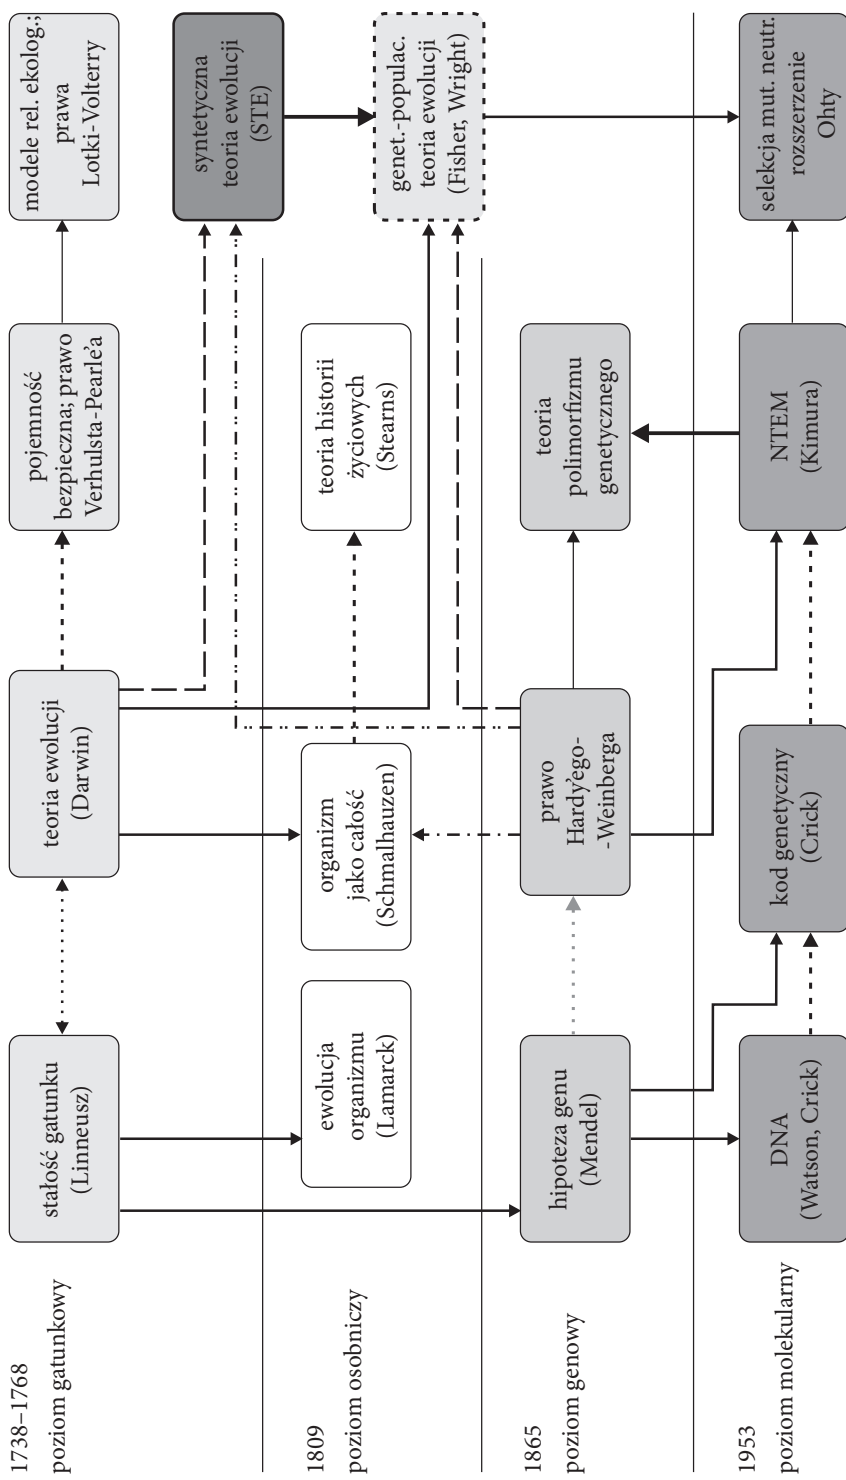 1738–1768
poziom gatunkowy
stałość gatunku
(Linneusz)
teoria ewolucji
(Darwin)
pojemność
bezpieczna; prawo
Verhulsta-Pearle'a
modele rel. ekolog.;
prawa
Lotki-Volterry
syntetyczna
teoria ewolucji
(STE)
1809
poziom osobniczy
ewolucja
organizmu
(Lamarck)
organizm
jako całość
(Schmalhauzen)
teoria historii
życiowych
(Stearns)
genet.-populac.
teoria ewolucji
(Fisher, Wright)
1865
poziom genowy
hipoteza genu
(Mendel)
prawo
Hardy'ego-
-Weinberga
teoria
polimorfizmu
genetycznego
1953
poziom molekularny
DNA
(Watson, Crick)
kod genetyczny
(Crick)
NTEM
(Kimura)
selekcja mut. neutr.
rozszerzenie
Ohty